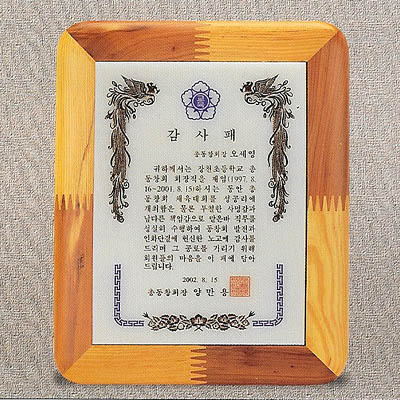 감사패
총동창회장 오세영
귀하께서는 장천초등학교 총
동창회 회장직을 재임(1997. 8.
16~2001. 8. 15)하시는 동안 총
동창회 체육대회를 성공리에
개최함은 물론 투철한 사명감과
남다른 책임감으로 맡은바 직무를
성실히 수행하여 동창회 발전과
인화단결에 헌신한 노고에 감사를
드리며 그 공로를 기리기 위해
회원들의 마음을 이 패에 담아
드립니다.
2002. 8. 15
총동창회장 양만용